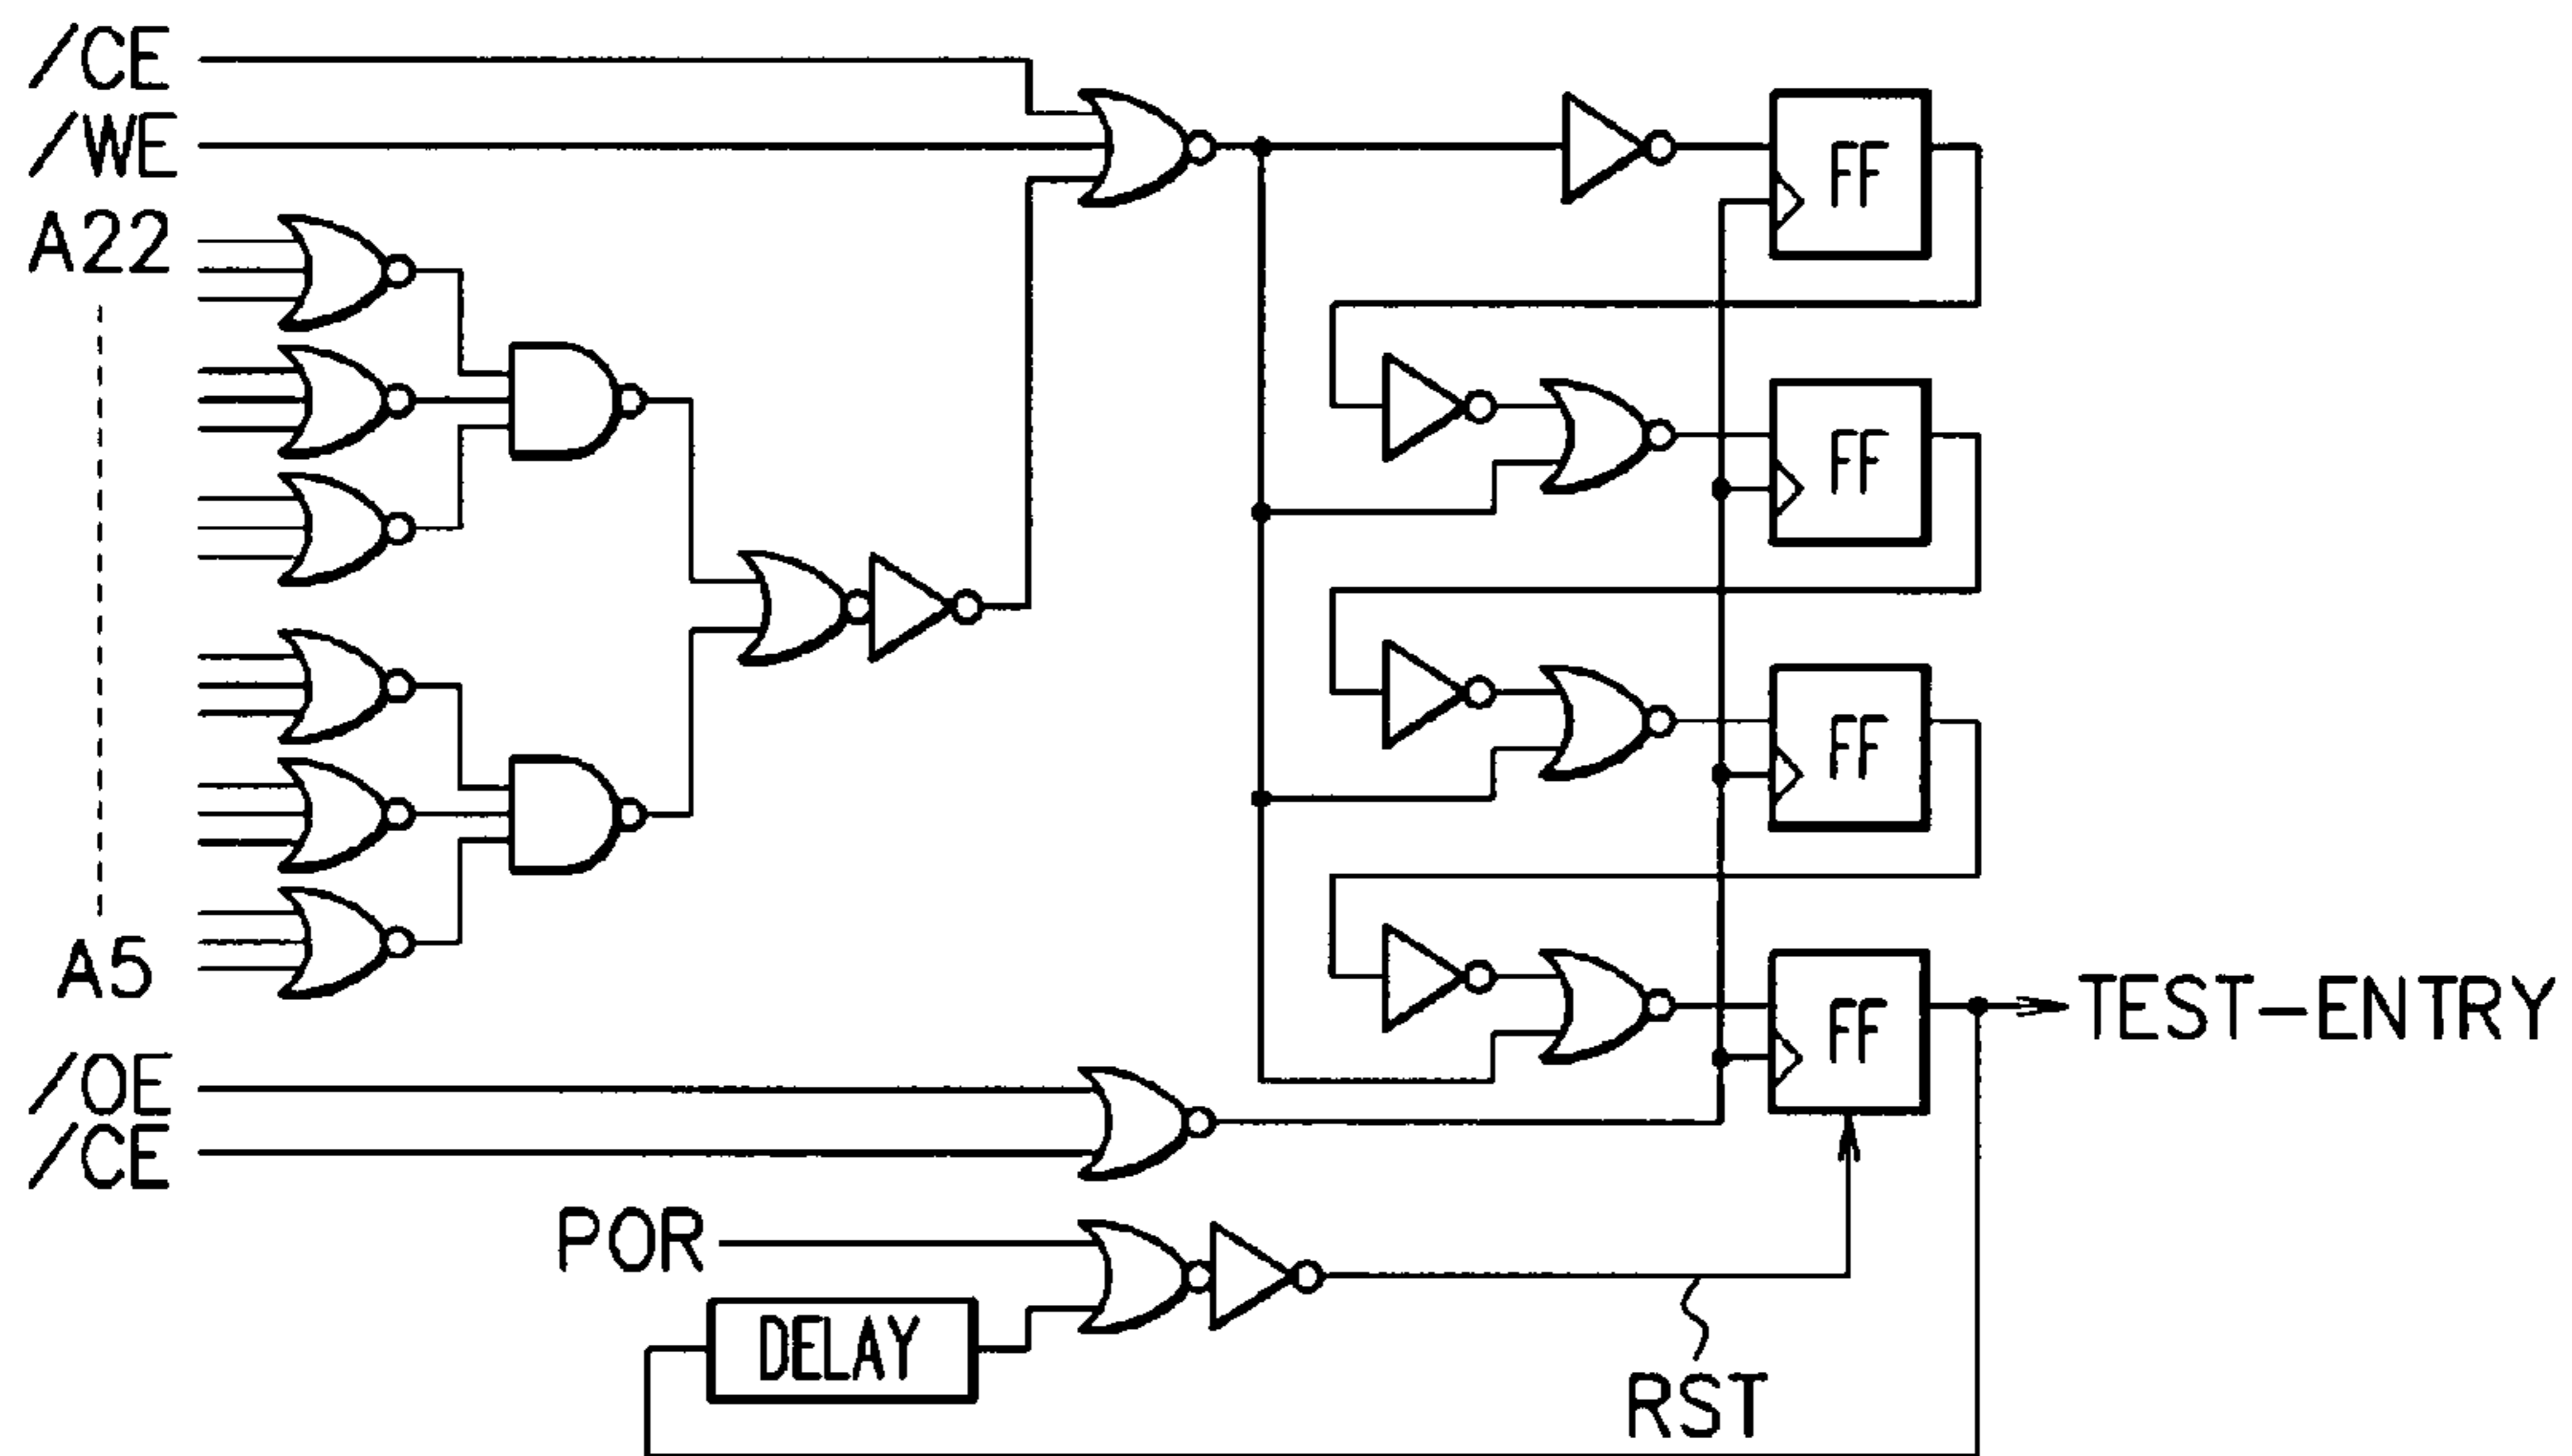 /CE
/WE
A22
A5
/OE
/CE
POR
DELAY
RST
FF
FF
FF
FF
TEST-ENTRY